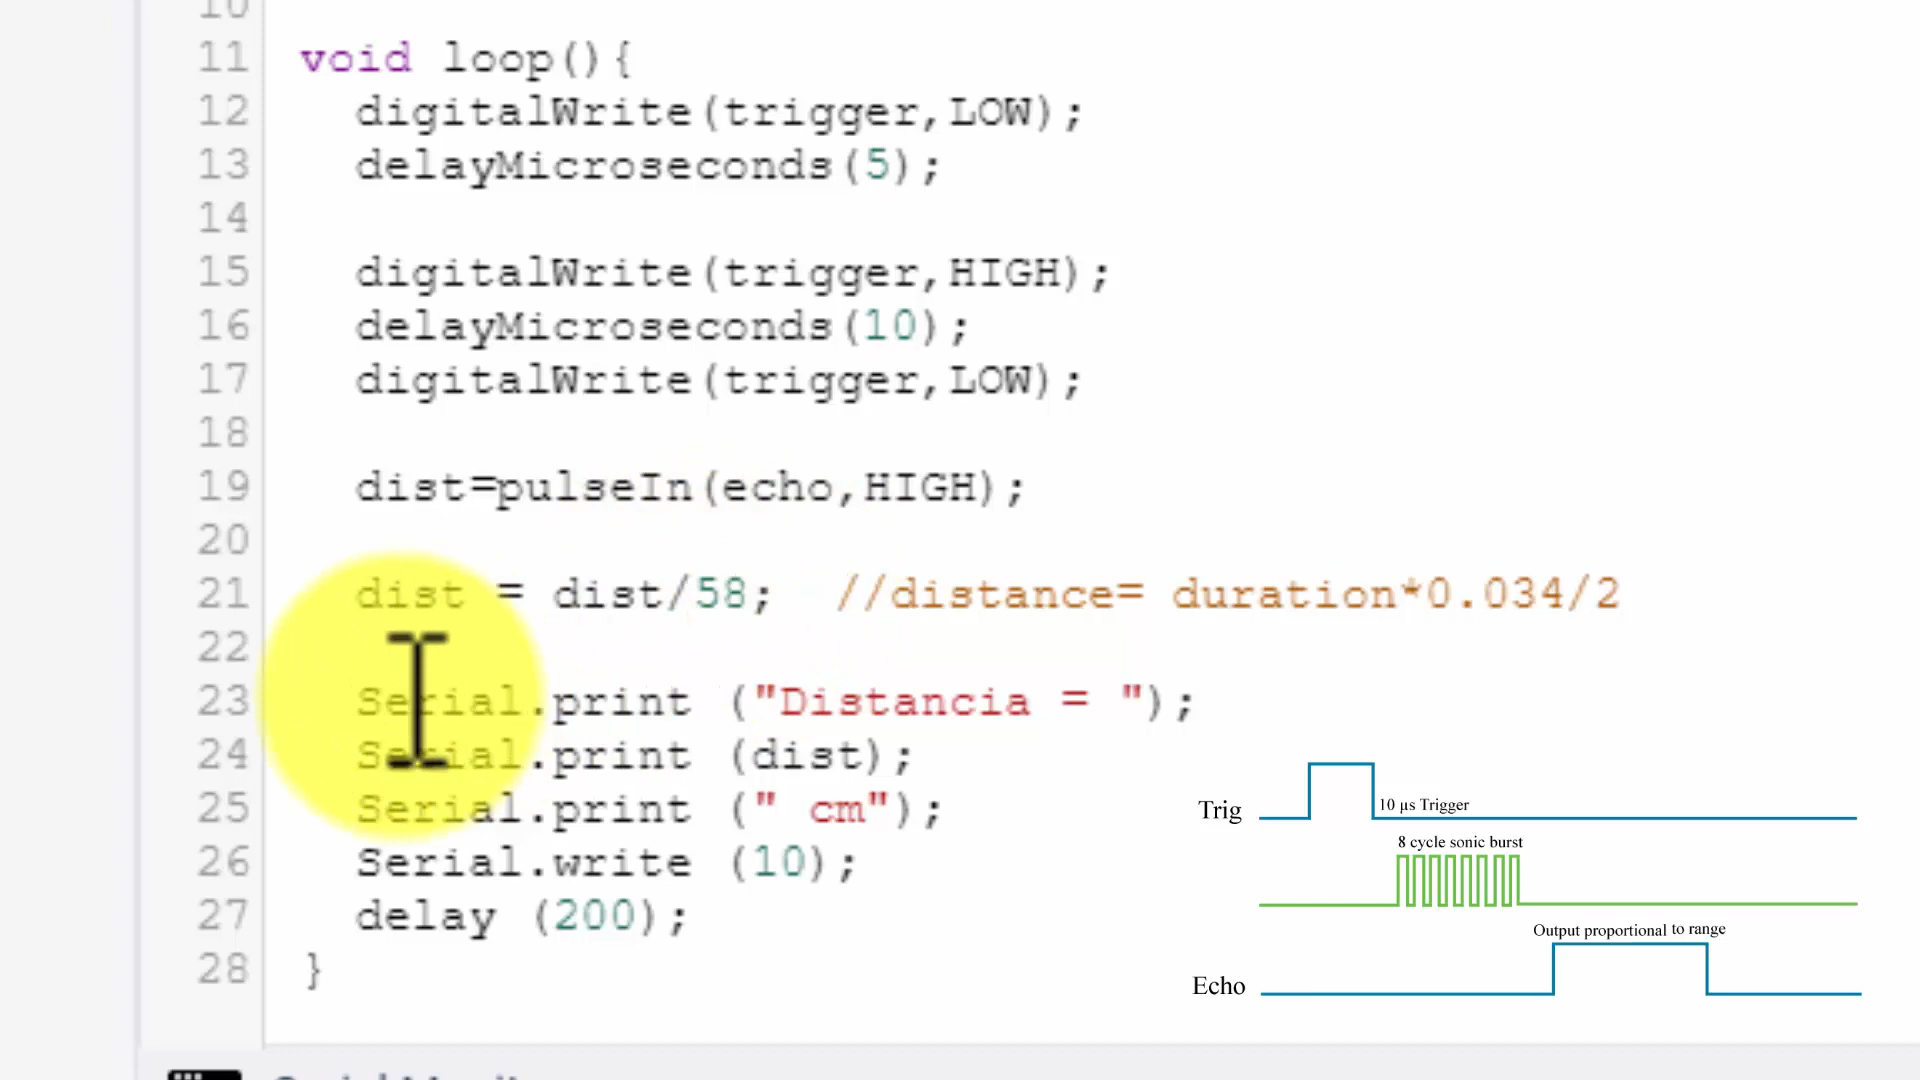 10
11 void loop(){
12 digitalWrite(trigger,LOW);
13 delayMicroseconds(5);
14
15 digitalWrite(trigger,HIGH);
16 delayMicroseconds(10);
17 digitalWrite(trigger,LOW);
18
19 dist=pulseIn(echo,HIGH);
20
21 dist = dist/58; //distance= duration*0.034/2
22
23 Serial.print ("Distancia = ");
24 Serial.print (dist);
25 Serial.print (" cm");
26 Serial.write (10);
27 delay (200);
28 }
Trig
10 µs Trigger
8 cycle sonic burst
Output proportional to range
Echo